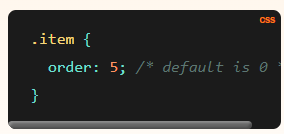 CSS
.item {
  order: 5; /* default is 0 *
}